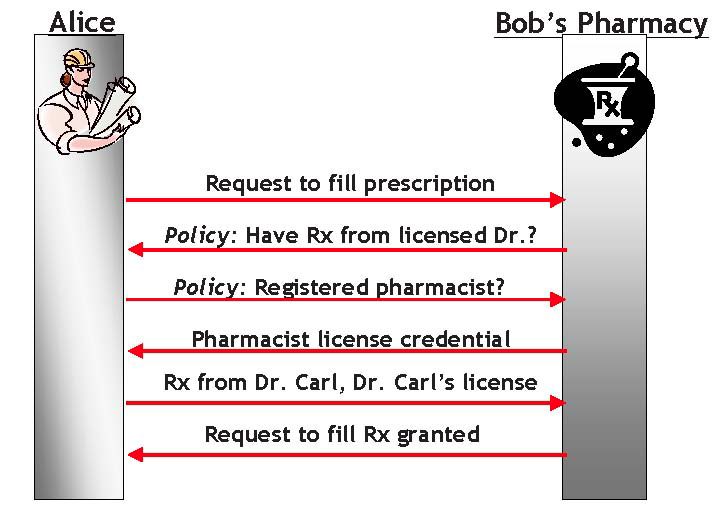 Alice
Bob's Pharmacy
Rx
Request to fill prescription
Policy: Have Rx from licensed Dr.?
Policy: Registered pharmacist?
Pharmacist license credential
Rx from Dr. Carl, Dr. Carl's license
Request to fill Rx granted